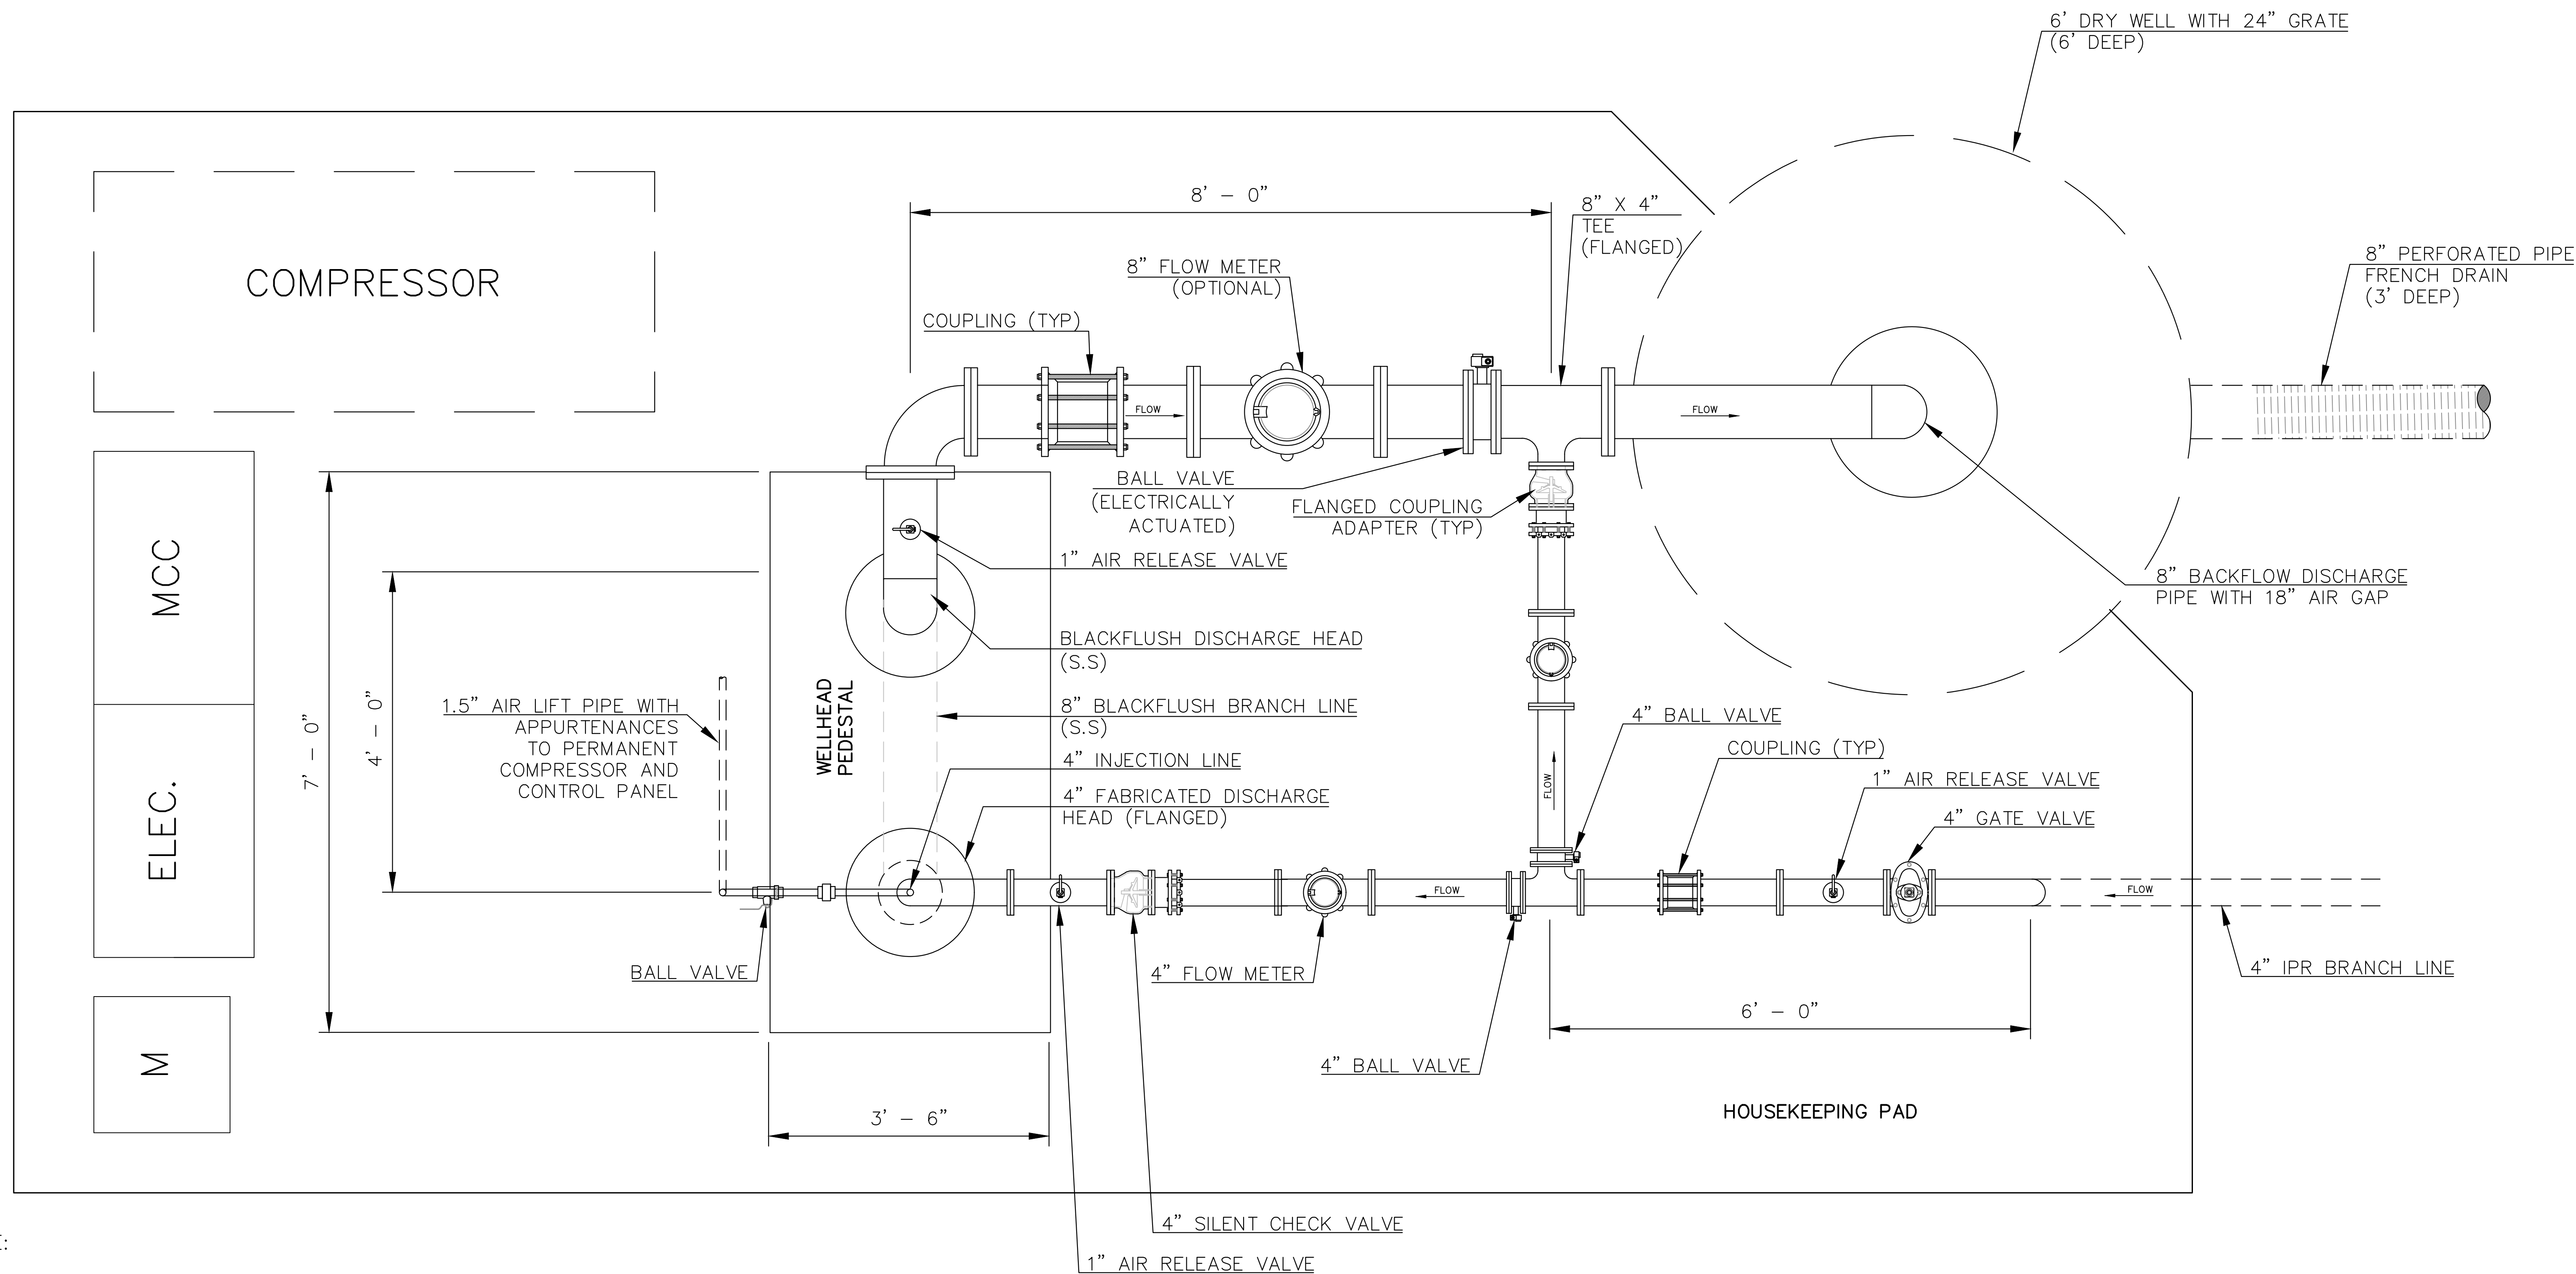 6' DRY WELL WITH 24" GRATE
(6' DEEP)
8' – 0"
8" X 4"
TEE
(FLANGED)
8" PERFORATED PIPE
FRENCH DRAIN
(3' DEEP)
COMPRESSOR
8" FLOW METER
(OPTIONAL)
COUPLING (TYP)
FLOW
FLOW
BALL VALVE
(ELECTRICALLY
ACTUATED)
FLANGED COUPLING
ADAPTER (TYP)
MCC
1" AIR RELEASE VALVE
8" BACKFLOW DISCHARGE
PIPE WITH 18" AIR GAP
BLACKFLUSH DISCHARGE HEAD
(S.S)
7' – 0"
4' – 0"
1.5" AIR LIFT PIPE WITH
APPURTENANCES
TO PERMANENT
COMPRESSOR AND
CONTROL PANEL
WELLHEAD
PEDESTAL
8" BLACKFLUSH BRANCH LINE
(S.S)
4" BALL VALVE
COUPLING (TYP)
4" INJECTION LINE
FLOW
1" AIR RELEASE VALVE
4" FABRICATED DISCHARGE
HEAD (FLANGED)
4" GATE VALVE
ELEC.
FLOW
FLOW
BALL VALVE
4" FLOW METER
4" IPR BRANCH LINE
6' – 0"
M
4" BALL VALVE
3' – 6"
HOUSEKEEPING PAD
4" SILENT CHECK VALVE
1" AIR RELEASE VALVE